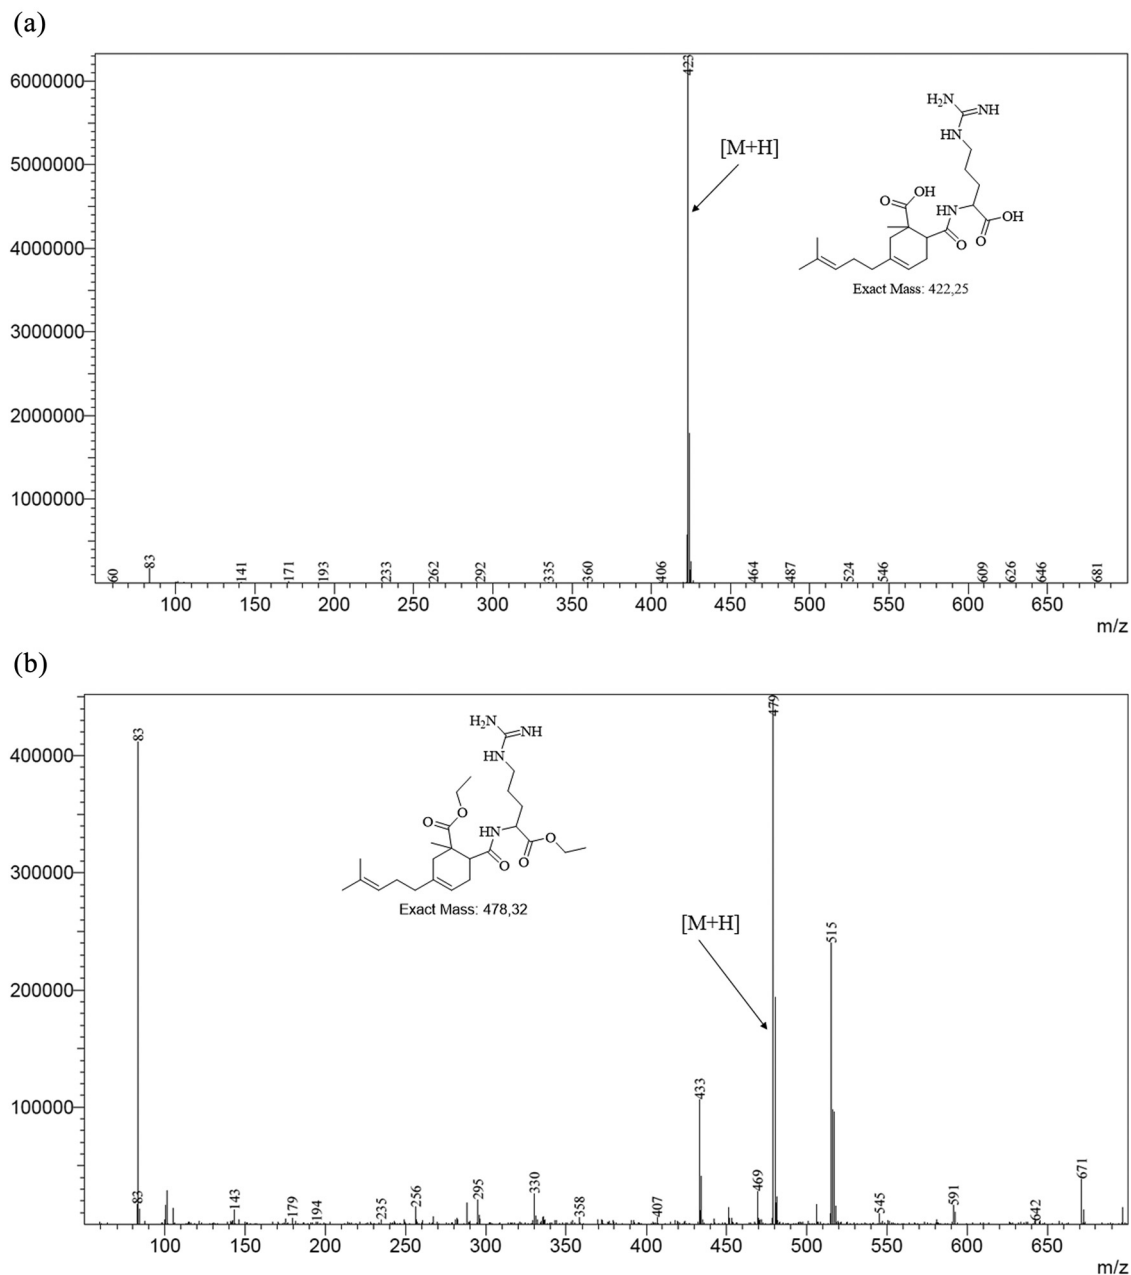 (a)
6000000
5000000
4000000
3000000
2000000
1000000
423
[M+H]
H2N
NH
HN
OH
O
HN
OH
O
O
Exact Mass: 422,25
60
83
141
171
193
233
262
292
335
360
406
464
487
524
546
609
626
646
681
100 150 200 250 300 350 400 450 500 550 600 650
m/z
(b)
400000
300000
200000
100000
83
479
H2N
NH
HN
O
O
HN
O
O
O
Exact Mass: 478,32
[M+H]
515
433
83
143
179
194
235
256
295
330
358
407
469
545
591
642
671
100 150 200 250 300 350 400 450 500 550 600 650
m/z